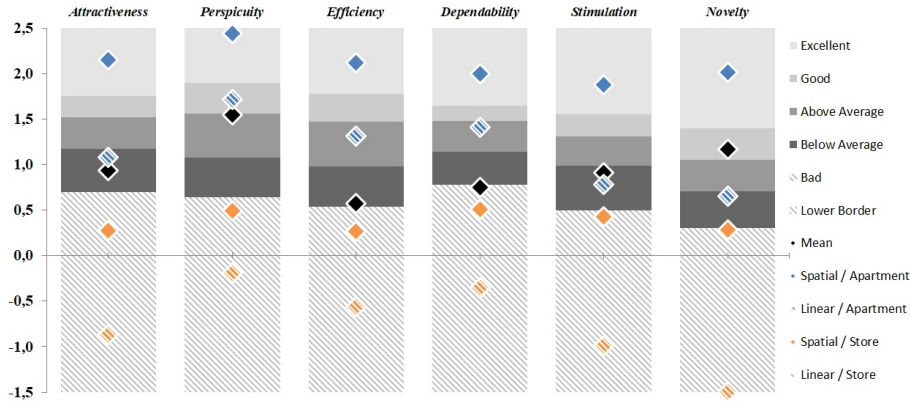 Attractiveness Perspicuity Efficiency Dependability Stimulation Novelty
2,5
2,0
1,5
1,0
0,5
0,0
-0,5
-1,0
-1,5
Excellent
Good
Above Average
Below Average
Bad
Lower Border
Mean
Spatial / Apartment
Linear / Apartment
Spatial / Store
Linear / Store